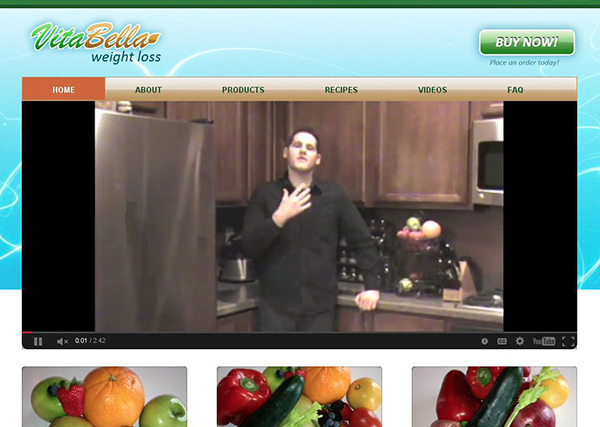 VitaBella
weight loss
BUY NOW!
Place an order today!
HOME ABOUT PRODUCTS RECIPES VIDEOS FAQ
0:01 / 2:42
CC YouTube